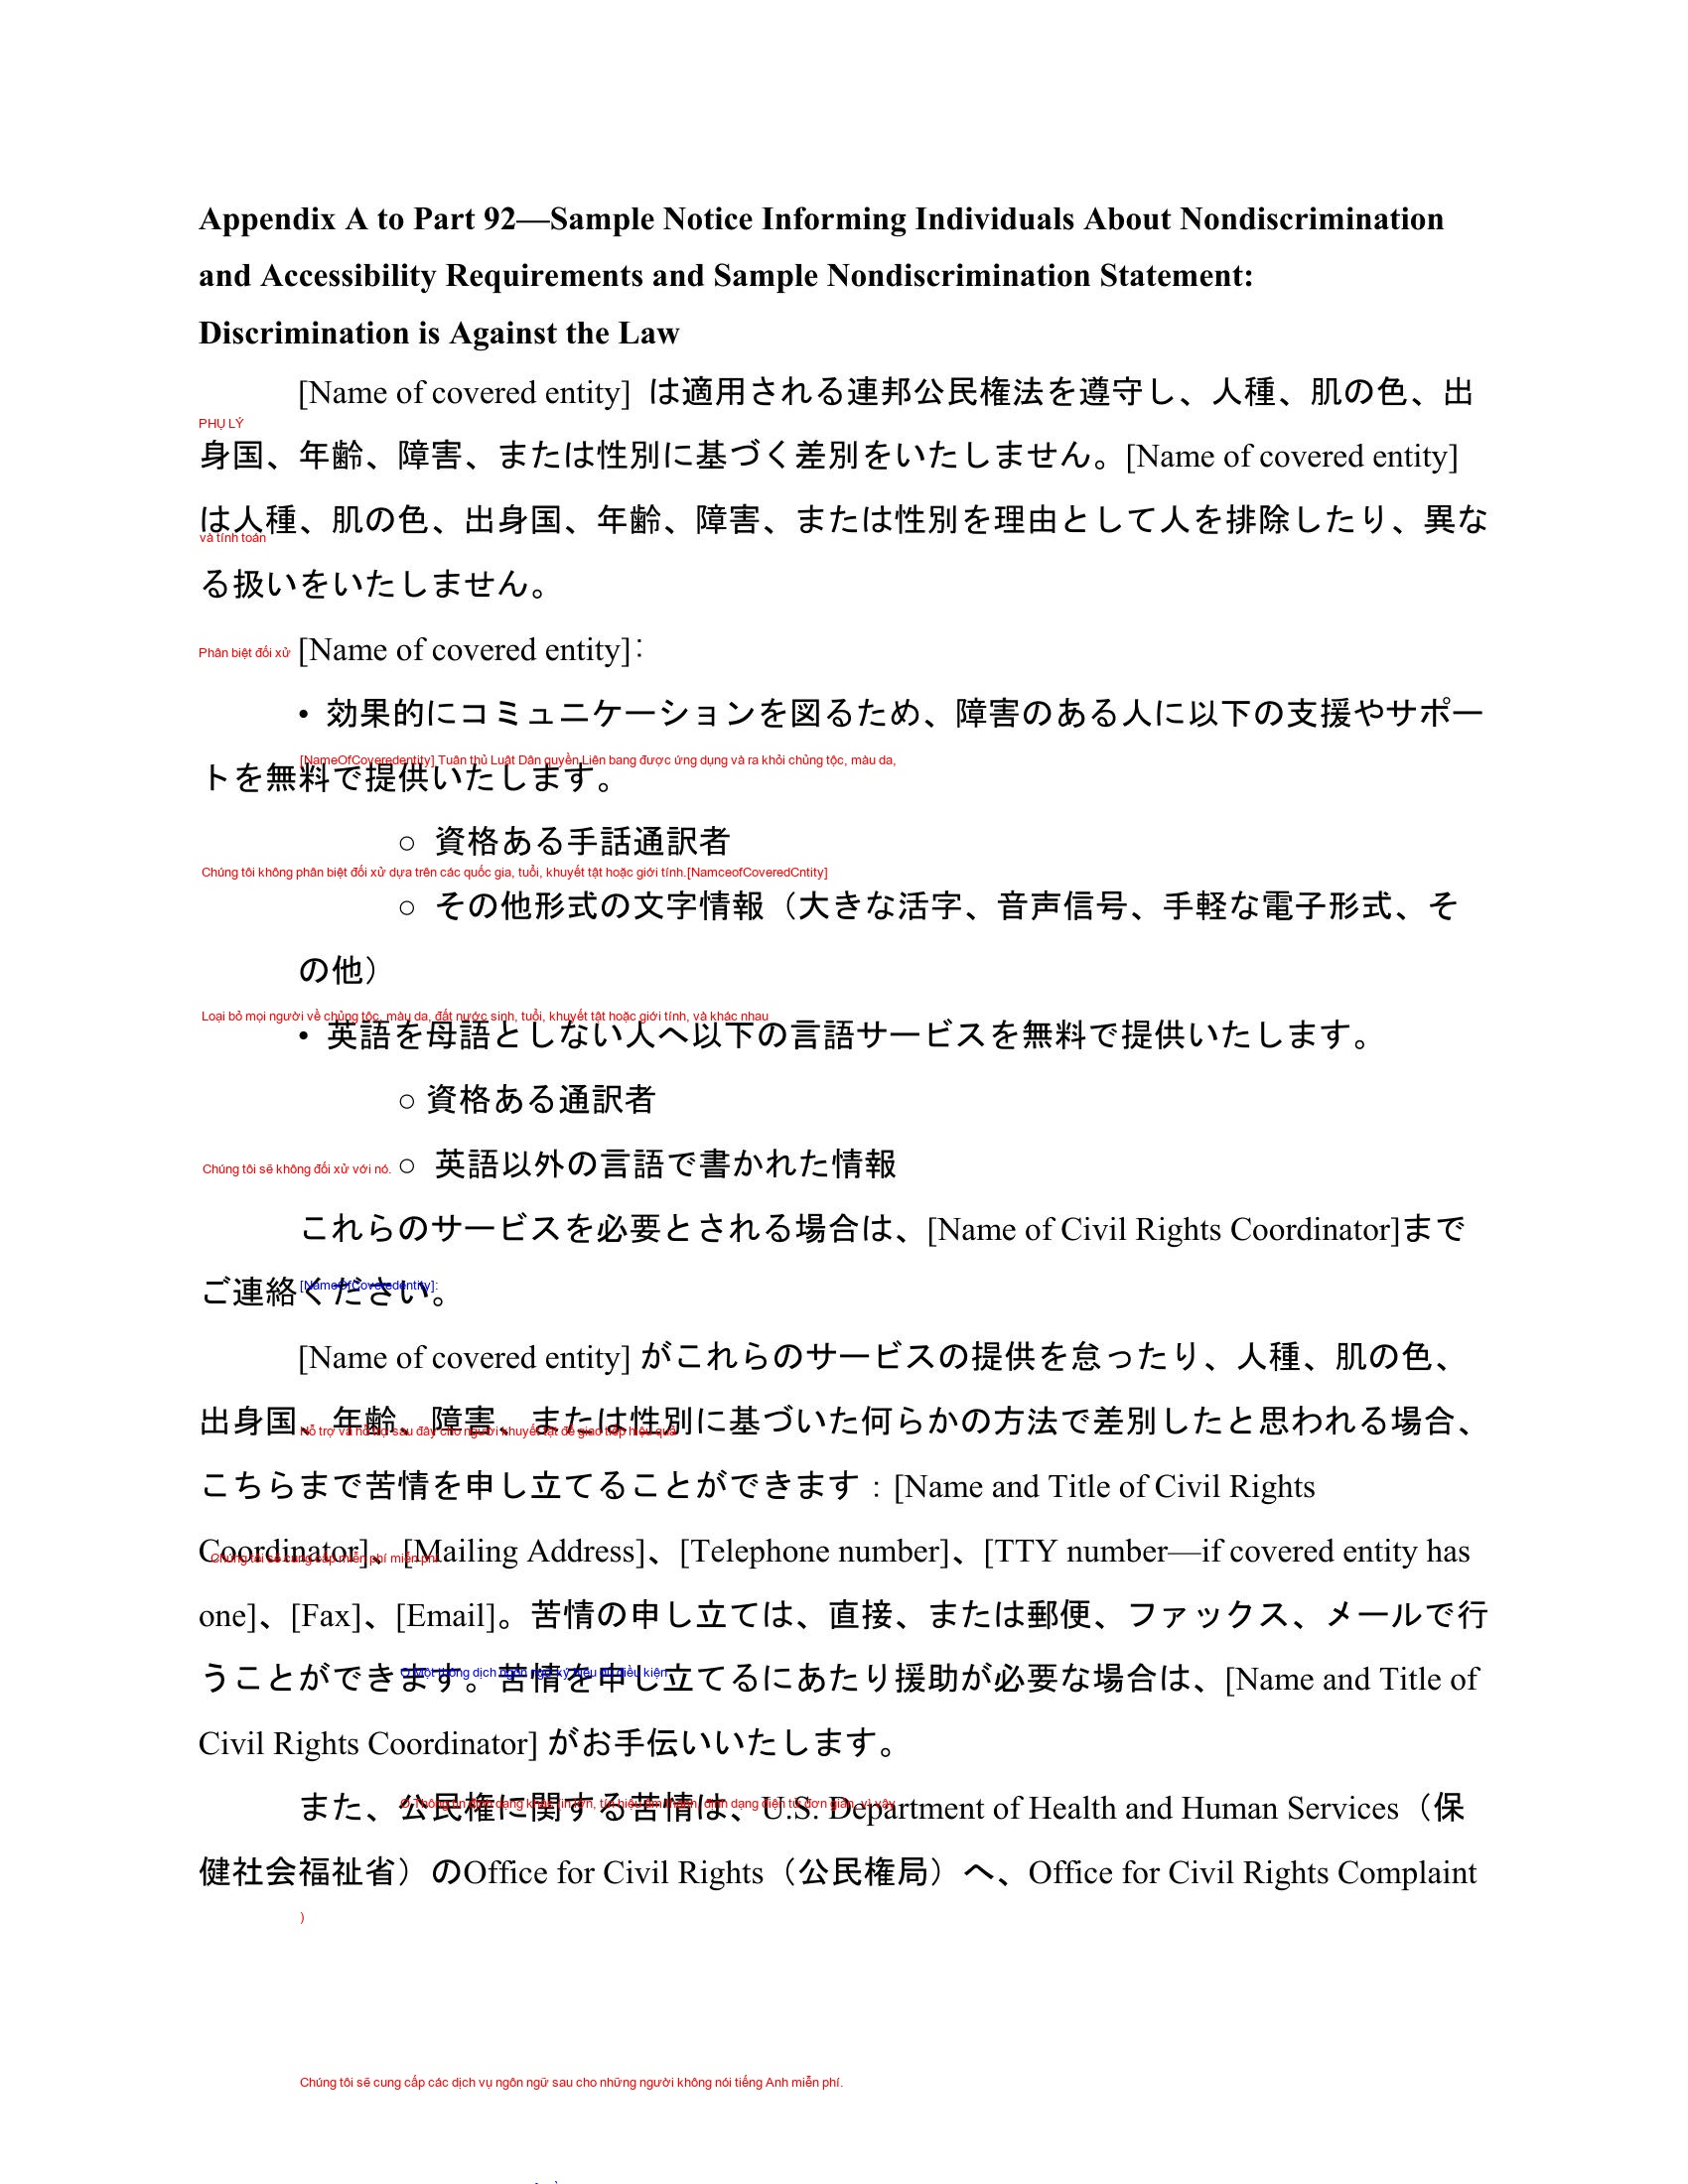 Appendix A to Part 92—Sample Notice Informing Individuals About Nondiscrimination
and Accessibility Requirements and Sample Nondiscrimination Statement:
Discrimination is Against the Law
[Name of covered entity] は適用される連邦公民権法を遵守し、人種、肌の色、出
PHỤ LÝ
身国、年齢、障害、または性別に基づく差別をいたしません。[Name of covered entity]
は人種、肌の色、出身国、年齢、障害、または性別を理由として人を排除したり、異な
và tính toán
る扱いをいたしません。
Phân biệt đối xử
[Name of covered entity]:
• 効果的にコミュニケーションを図るため、障害のある人に以下の支援やサポー
[NameOfCoveredentity] Tuân thủ Luật Dân quyền Liên bang được ứng dụng và ra khỏi chủng tộc, màu da,
トを無料で提供いたします。
○ 資格ある手話通訳者
Chúng tôi không phân biệt đối xử dựa trên các quốc gia, tuổi, khuyết tật hoặc giới tính.[NamceofCoveredCntity]
○ その他形式の文字情報（大きな活字、音声信号、手軽な電子形式、そ
の他）
Loại bỏ mọi người về chủng tộc, màu da, đất nước sinh, tuổi, khuyết tật hoặc giới tính, và khác nhau
• 英語を母語としない人へ以下の言語サービスを無料で提供いたします。
○ 資格ある通訳者
Chúng tôi sẽ không đối xử với nó.
○ 英語以外の言語で書かれた情報
これらのサービスを必要とされる場合は、[Name of Civil Rights Coordinator]まで
[NameOfCoveredentity]:
ご連絡ください。
[Name of covered entity] がこれらのサービスの提供を怠ったり、人種、肌の色、
出身国、年齢、障害、または性別に基づいた何らかの方法で差別したと思われる場合、
Hỗ trợ và hỗ trợ sau đây cho người khuyết tật để giao tiếp hiệu quả
こちらまで苦情を申し立てることができます：[Name and Title of Civil Rights
Coordinator]、[Mailing Address]、[Telephone number]、[TTY number—if covered entity has
Chúng tôi sẽ cung cấp miễn phí miễn phí.
one]、[Fax]、[Email]。苦情の申し立ては、直接、または郵便、ファックス、メールで行
うことができます。苦情を申し立てるにあたり援助が必要な場合は、[Name and Title of
O Một thông dịch ngôn ngữ ký hiệu đủ điều kiện
Civil Rights Coordinator] がお手伝いいたします。
また、公民権に関する苦情は、U.S. Department of Health and Human Services（保
O Thông tin định dạng khác (in lớn, tín hiệu âm thanh, định dạng điện tử đơn giản, vì vậy
健社会福祉省）のOffice for Civil Rights（公民権局）へ、Office for Civil Rights Complaint
)
Chúng tôi sẽ cung cấp các dịch vụ ngôn ngữ sau cho những người không nói tiếng Anh miễn phí.